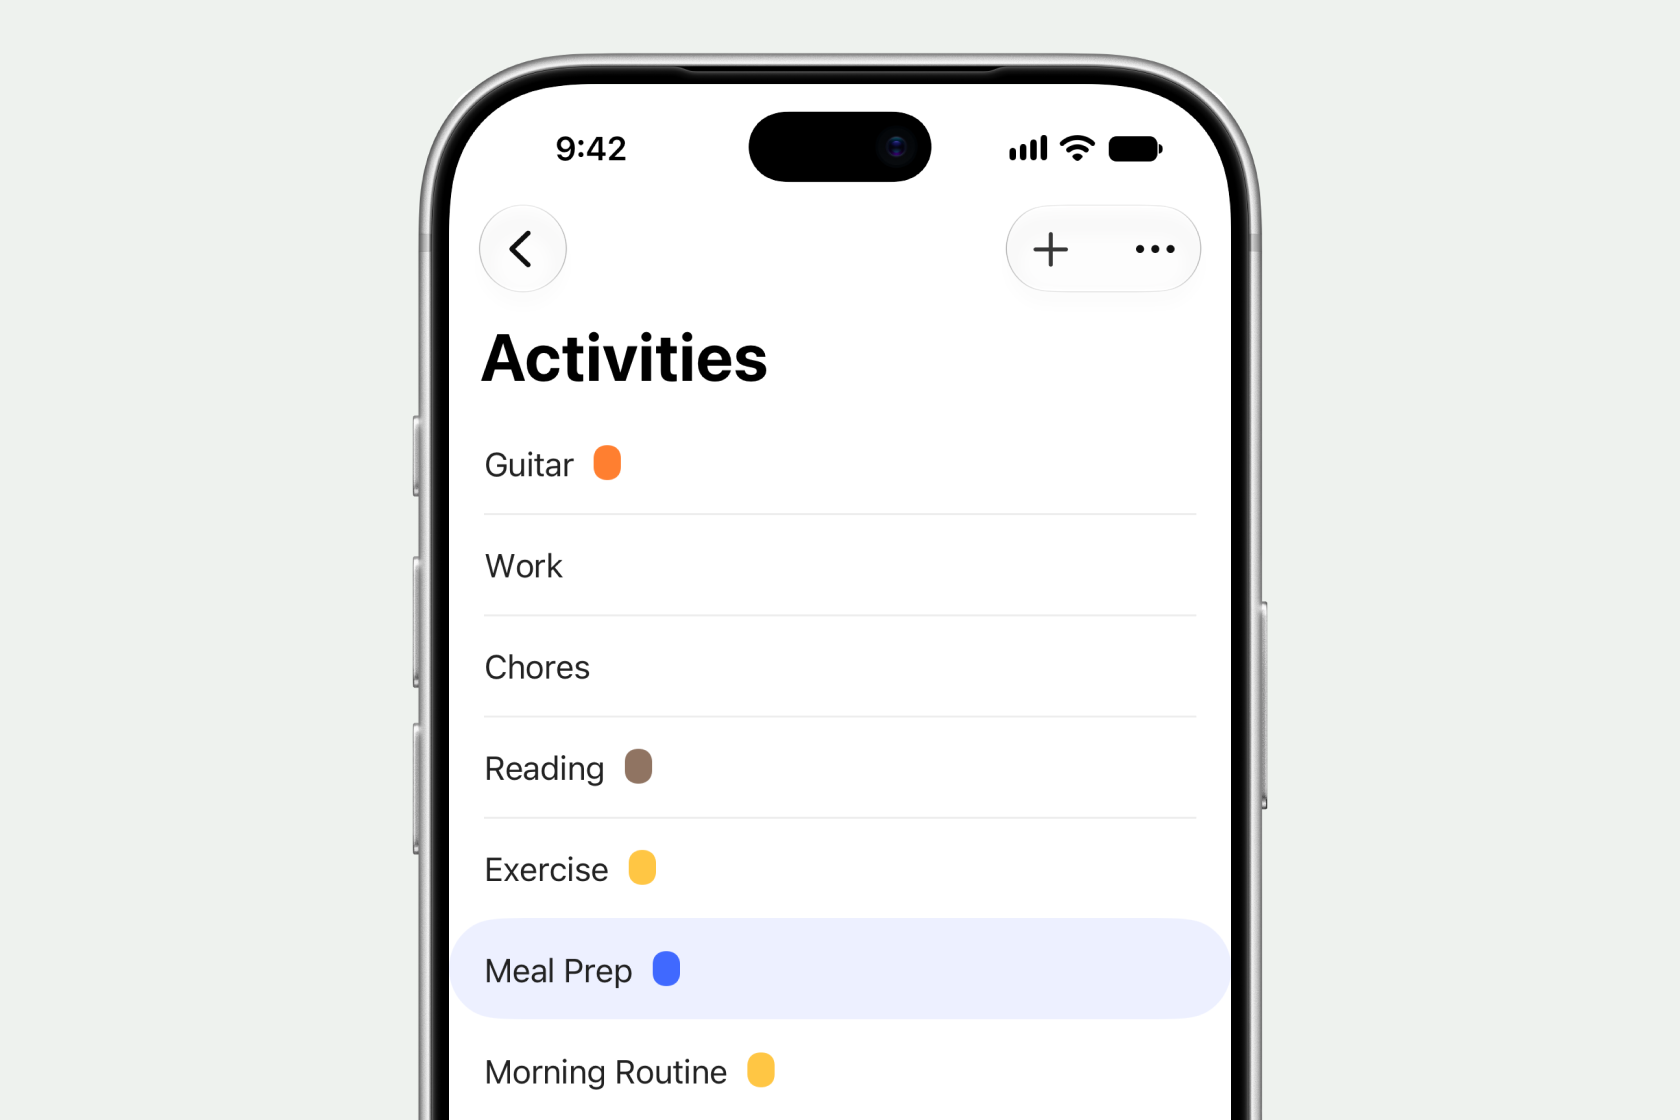 9:42
Activities
Guitar
Work
Chores
Reading
Exercise
Meal Prep
Morning Routine